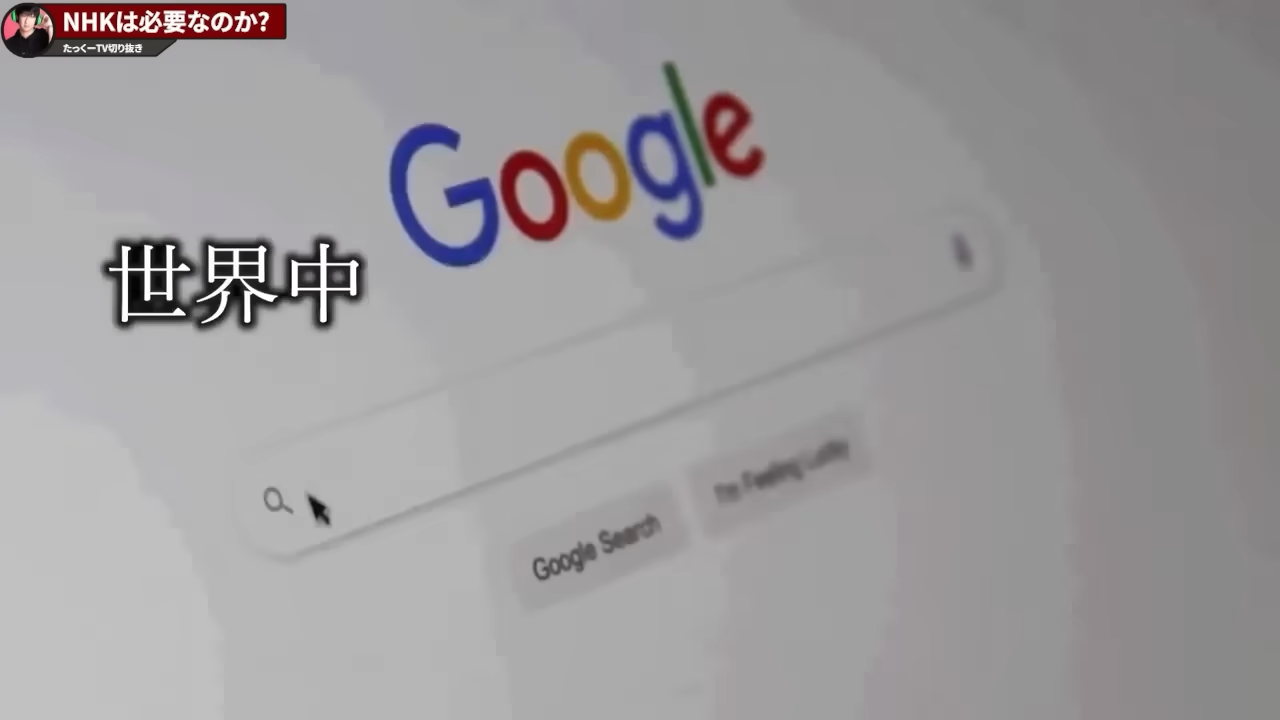 NHKは必要なのか?
たっくーTV切り抜き
Google
世界中
Google Search
I'm Feeling Lucky